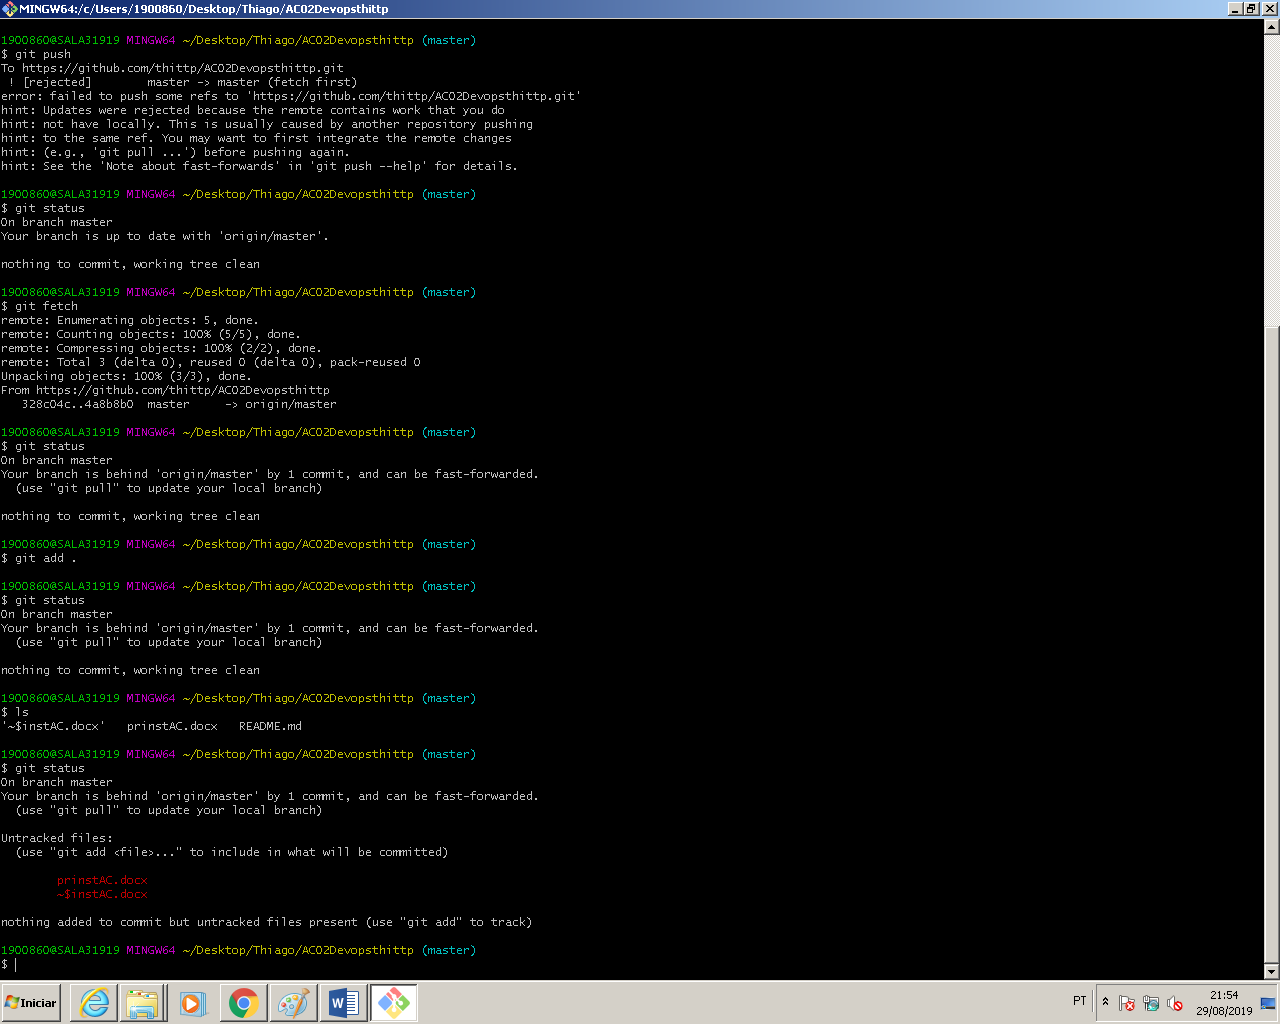 MINGW64:/c/Users/1900860/Desktop/Thiago/AC02Devopsthittp
1900860@SALA31919 MINGW64 ~/Desktop/Thiago/AC02Devopsthittp (master)
$ git push
To https://github.com/thittp/AC02Devopsthittp.git
 ! [rejected]        master -> master (fetch first)
error: failed to push some refs to 'https://github.com/thittp/AC02Devopsthittp.git'
hint: Updates were rejected because the remote contains work that you do
hint: not have locally. This is usually caused by another repository pushing
hint: to the same ref. You may want to first integrate the remote changes
hint: (e.g., 'git pull ...') before pushing again.
hint: See the 'Note about fast-forwards' in 'git push --help' for details.
1900860@SALA31919 MINGW64 ~/Desktop/Thiago/AC02Devopsthittp (master)
$ git status
On branch master
Your branch is up to date with 'origin/master'.
nothing to commit, working tree clean
1900860@SALA31919 MINGW64 ~/Desktop/Thiago/AC02Devopsthittp (master)
$ git fetch
remote: Enumerating objects: 5, done.
remote: Counting objects: 100% (5/5), done.
remote: Compressing objects: 100% (2/2), done.
remote: Total 3 (delta 0), reused 0 (delta 0), pack-reused 0
Unpacking objects: 100% (3/3), done.
From https://github.com/thittp/AC02Devopsthittp
   328c04c..4a8b8b0  master     -> origin/master
1900860@SALA31919 MINGW64 ~/Desktop/Thiago/AC02Devopsthittp (master)
$ git status
On branch master
Your branch is behind 'origin/master' by 1 commit, and can be fast-forwarded.
  (use "git pull" to update your local branch)
nothing to commit, working tree clean
1900860@SALA31919 MINGW64 ~/Desktop/Thiago/AC02Devopsthittp (master)
$ git add .
1900860@SALA31919 MINGW64 ~/Desktop/Thiago/AC02Devopsthittp (master)
$ git status
On branch master
Your branch is behind 'origin/master' by 1 commit, and can be fast-forwarded.
  (use "git pull" to update your local branch)
nothing to commit, working tree clean
1900860@SALA31919 MINGW64 ~/Desktop/Thiago/AC02Devopsthittp (master)
$ ls
'~$instAC.docx'   prinstAC.docx   README.md
1900860@SALA31919 MINGW64 ~/Desktop/Thiago/AC02Devopsthittp (master)
$ git status
On branch master
Your branch is behind 'origin/master' by 1 commit, and can be fast-forwarded.
  (use "git pull" to update your local branch)
Untracked files:
  (use "git add <file>..." to include in what will be committed)
        prinstAC.docx
        ~$instAC.docx
nothing added to commit but untracked files present (use "git add" to track)
1900860@SALA31919 MINGW64 ~/Desktop/Thiago/AC02Devopsthittp (master)
$
Iniciar
PT
21:54
29/08/2019